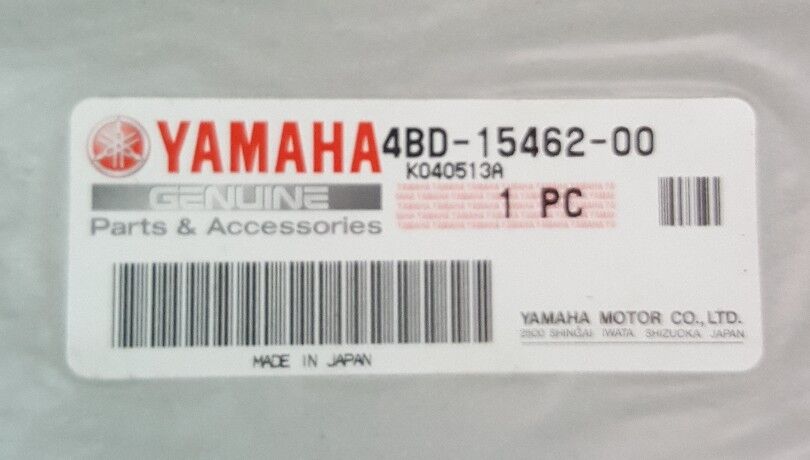 YAMAHA 4BD-15462-00
K040513A
GENUINE
1 PC
Parts & Accessories
YAMAHA MOTOR CO., LTD.
2500 SHINGAI IWATA SHIZUOKA JAPAN
MADE IN JAPAN